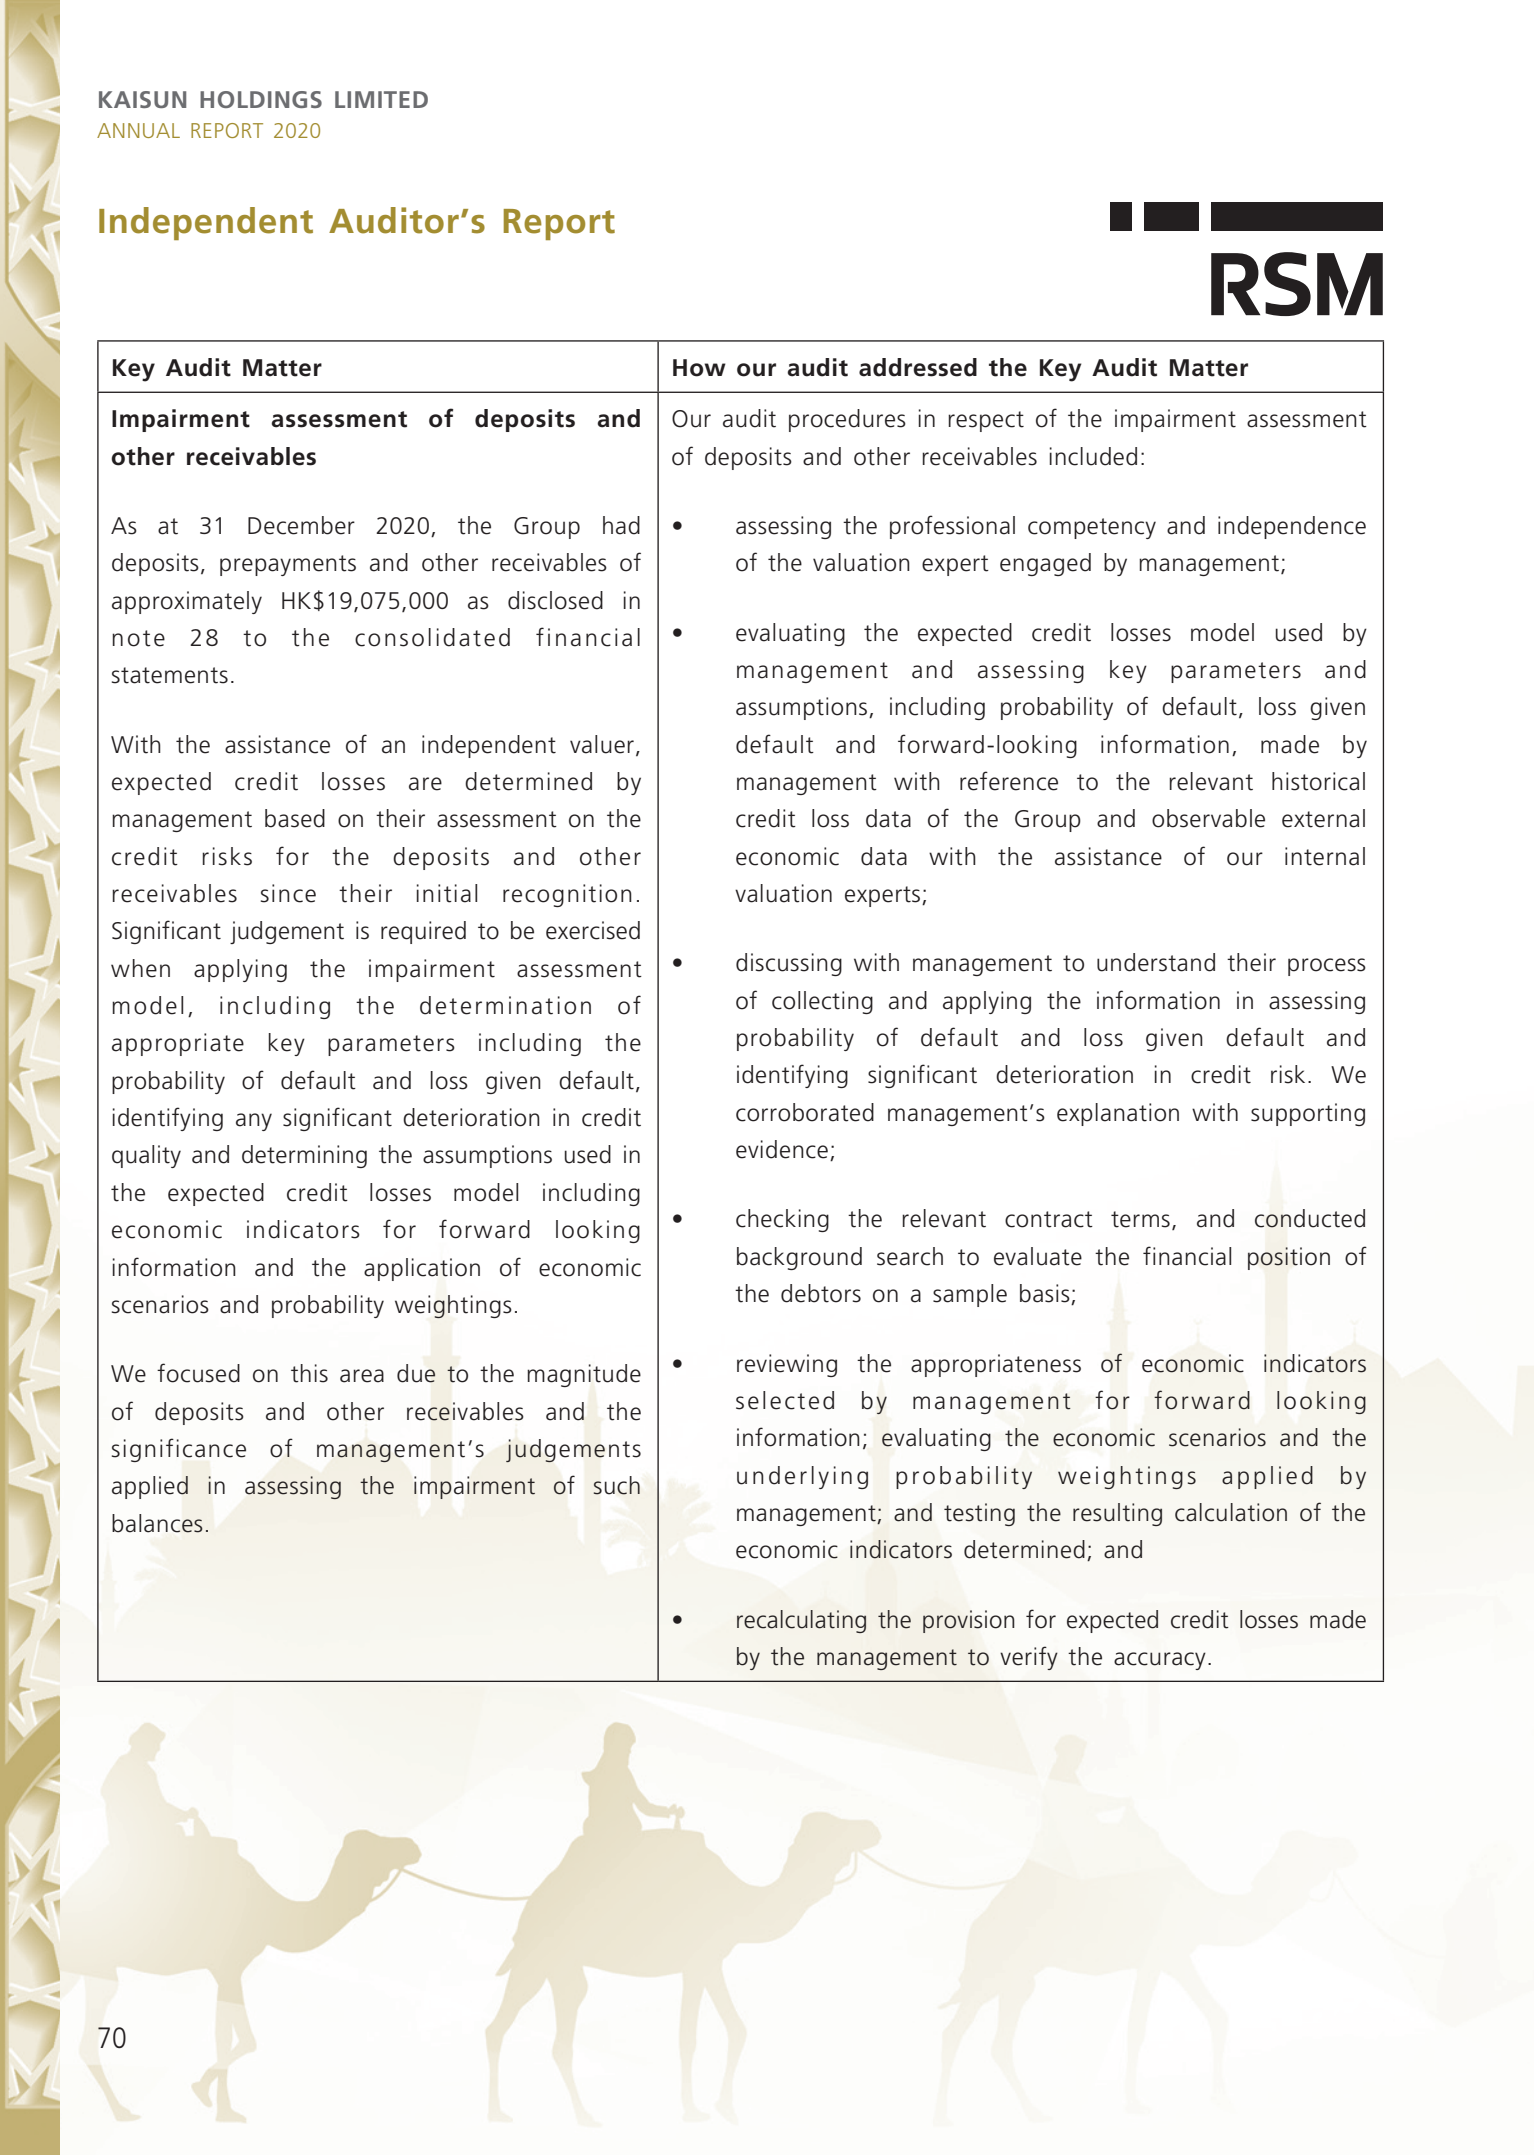 KAISUN HOLDINGS LIMITED
ANNUAL REPORT 2020
Independent Auditor’s Report
RSM
Key Audit Matter
How our audit addressed the Key Audit Matter
Impairment assessment of deposits and
other receivables
As at 31 December 2020, the Group had
deposits, prepayments and other receivables of
approximately HK$19,075,000 as disclosed in
note 28 to the consolidated financial
statements.
With the assistance of an independent valuer,
expected credit losses are determined by
management based on their assessment on the
credit risks for the deposits and other
receivables since their initial recognition.
Significant judgement is required to be exercised
when applying the impairment assessment
model, including the determination of
appropriate key parameters including the
probability of default and loss given default,
identifying any significant deterioration in credit
quality and determining the assumptions used in
the expected credit losses model including
economic indicators for forward looking
information and the application of economic
scenarios and probability weightings.
We focused on this area due to the magnitude
of deposits and other receivables and the
significance of management’s judgements
applied in assessing the impairment of such
balances.
Our audit procedures in respect of the impairment assessment
of deposits and other receivables included:
• assessing the professional competency and independence
of the valuation expert engaged by management;
• evaluating the expected credit losses model used by
management and assessing key parameters and
assumptions, including probability of default, loss given
default and forward-looking information, made by
management with reference to the relevant historical
credit loss data of the Group and observable external
economic data with the assistance of our internal
valuation experts;
• discussing with management to understand their process
of collecting and applying the information in assessing
probability of default and loss given default and
identifying significant deterioration in credit risk. We
corroborated management’s explanation with supporting
evidence;
• checking the relevant contract terms, and conducted
background search to evaluate the financial position of
the debtors on a sample basis;
• reviewing the appropriateness of economic indicators
selected by management for forward looking
information; evaluating the economic scenarios and the
underlying probability weightings applied by
management; and testing the resulting calculation of the
economic indicators determined; and
• recalculating the provision for expected credit losses made
by the management to verify the accuracy.
70